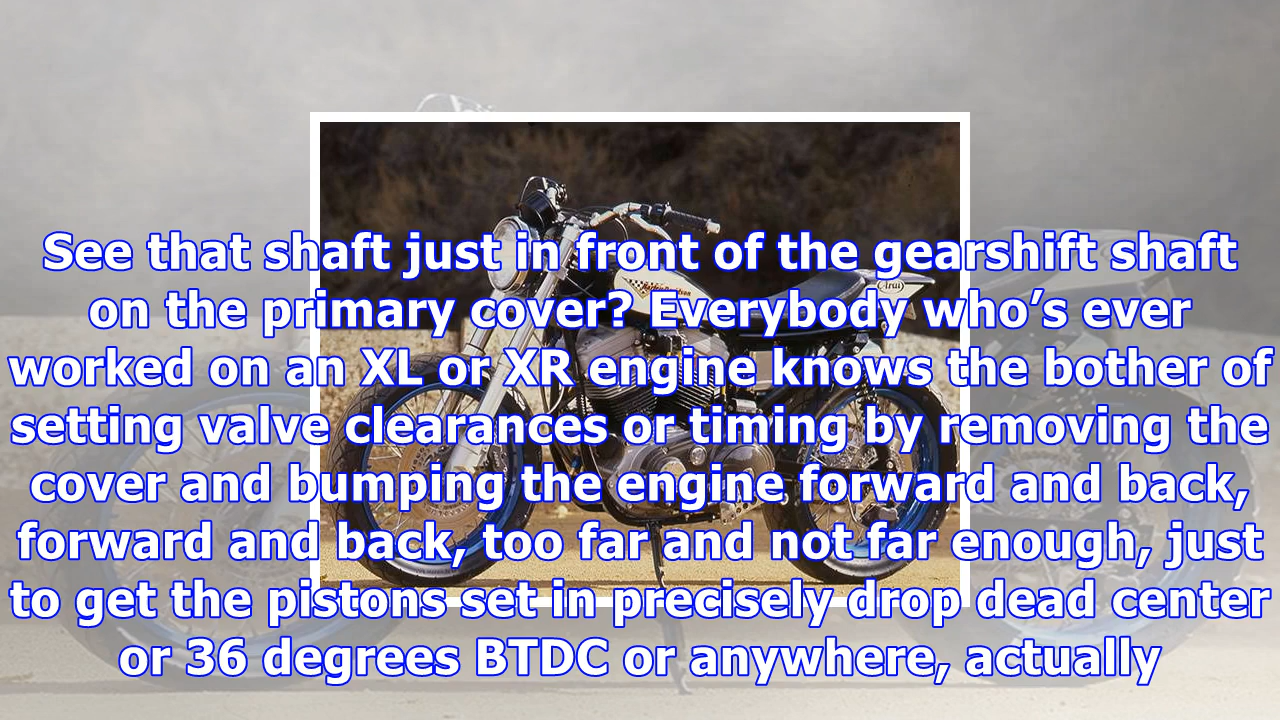 See that shaft just in front of the gearshift shaft
on the primary cover? Everybody who’s ever
worked on an XL or XR engine knows the bother of
setting valve clearances or timing by removing the
cover and bumping the engine forward and back,
forward and back, too far and not far enough, just
to get the pistons set in precisely drop dead center
or 36 degrees BTDC or anywhere, actually
Harley-Davidson
Arai